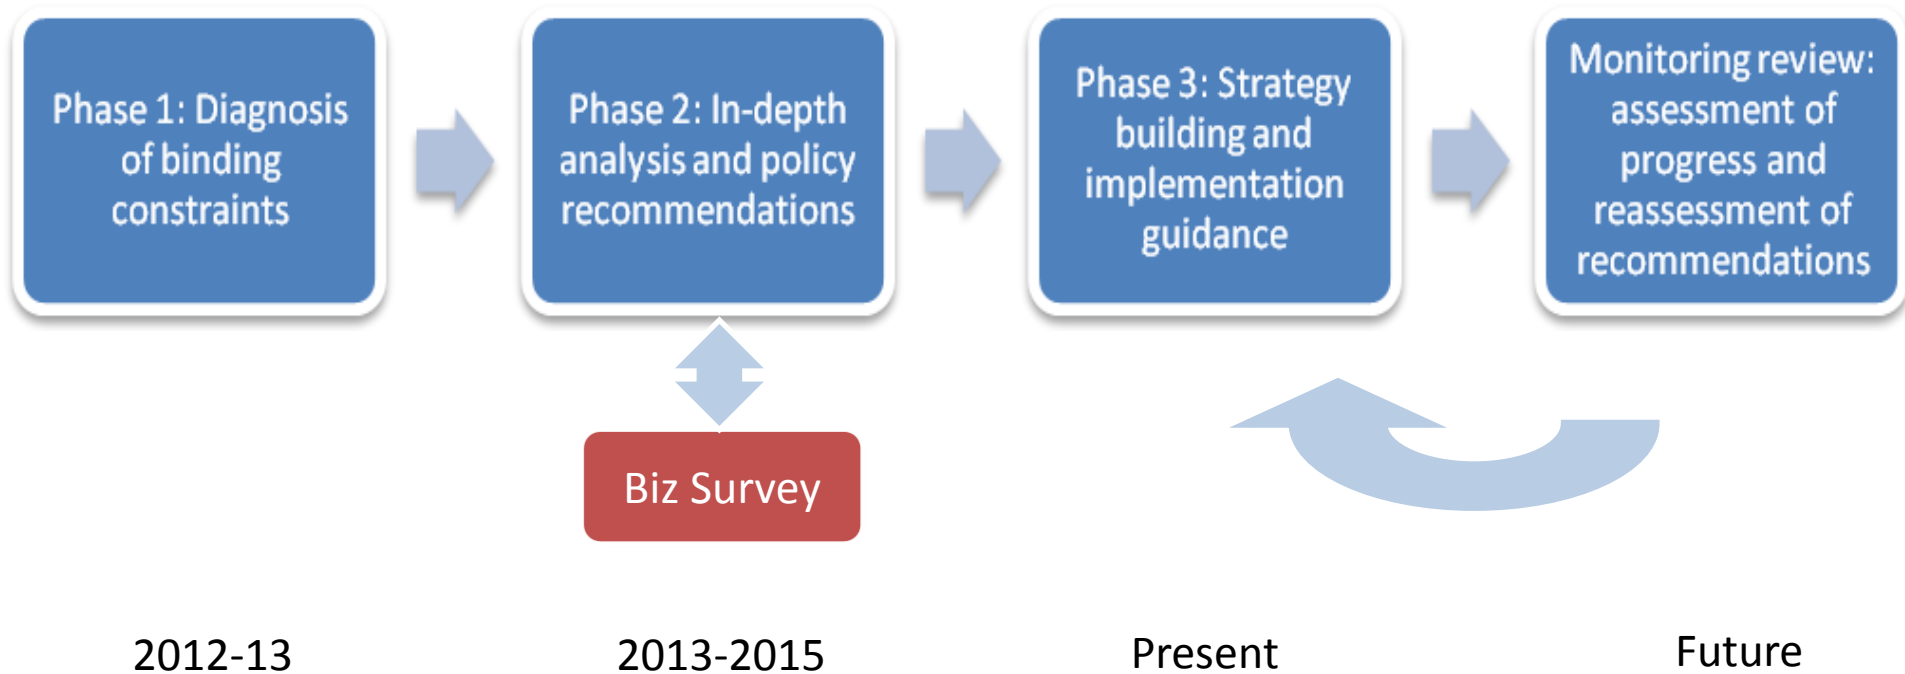 Phase 1: Diagnosis
of binding
constraints
Phase 2: In-depth
analysis and policy
recommendations
Phase 3: Strategy
building and
implementation
guidance
Monitoring review:
assessment of
progress and
reassessment of
recommendations
Biz Survey
2012-13
2013-2015
Present
Future